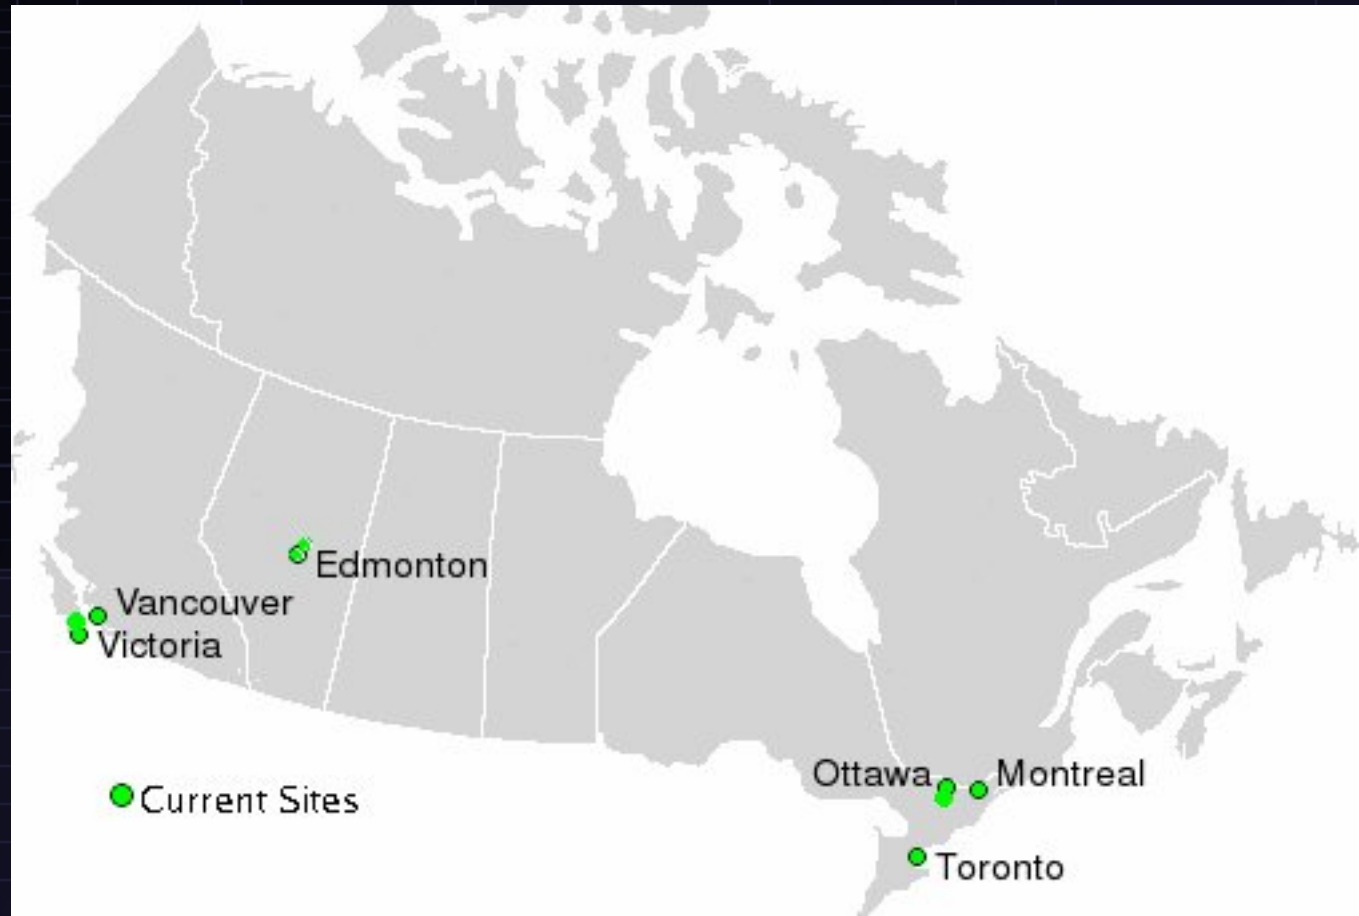 Edmonton
Vancouver
Victoria
Ottawa
Montreal
Current Sites
Toronto